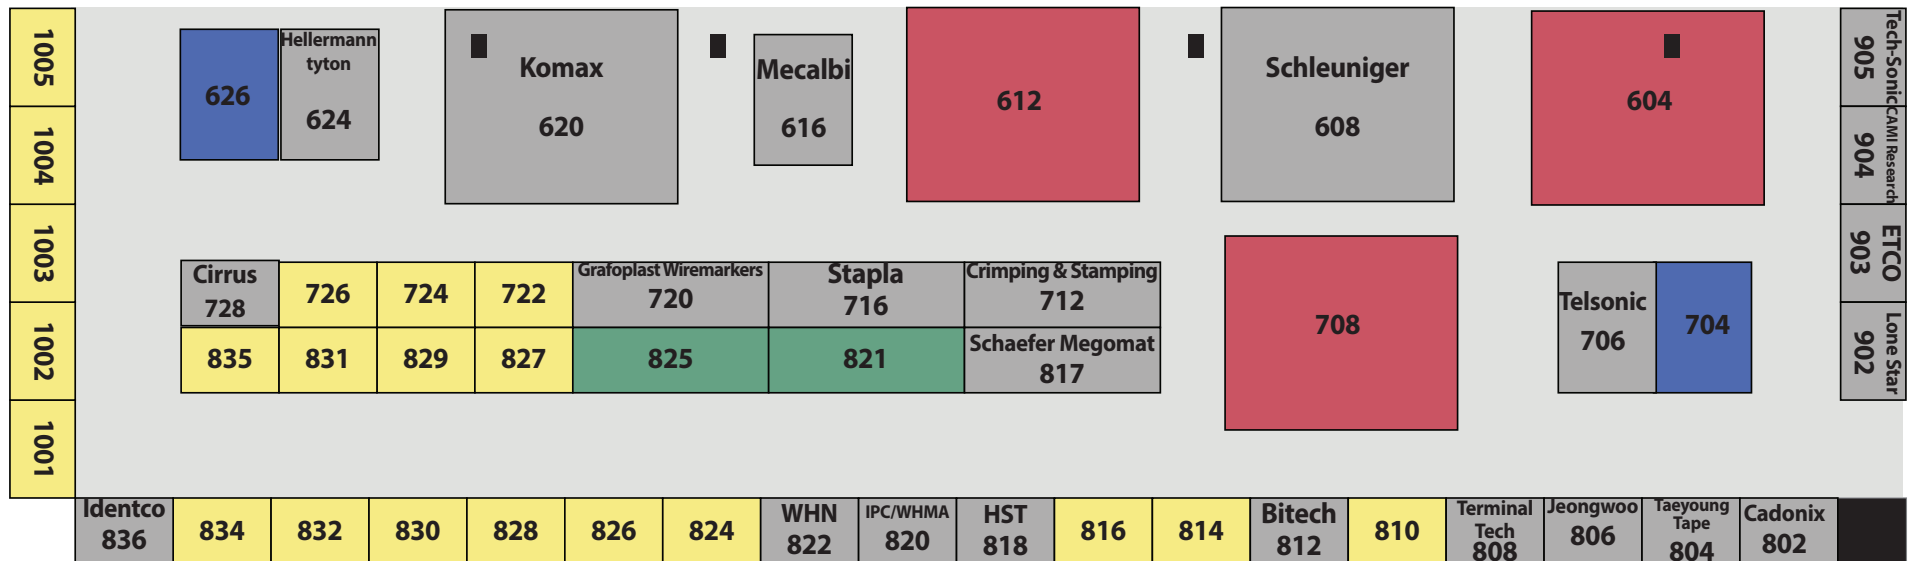 1005
1004
1003
1002
1001
626
Hellermann
tyton
624
Komax
620
Mecalbi
616
612
Schleuniger
608
604
Tech-Sonic
905
CAMI Research
904
ETCO
903
Lone Star
902
Cirrus
728
726
724
722
Grafoplast Wiremarkers
720
Stapla
716
Crimping & Stamping
712
835
831
829
827
825
821
Schaefer Megomat
817
708
Telsonic
706
704
Identco
836
834
832
830
828
826
824
WHN
822
IPC/WHMA
820
HST
818
816
814
Bitech
812
810
Terminal
Tech
808
Jeongwoo
806
Taeyoung
Tape
804
Cadonix
802